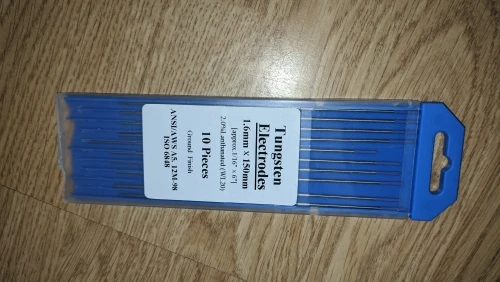 Tungsten
Electrodes
1.6mm x 150mm
[approx.1/16" x 6"]
2.0%Lanthanated (WL20)
10 Pieces
Ground Finish
ANSI/AWS A5. 12M-98
ISO 6848